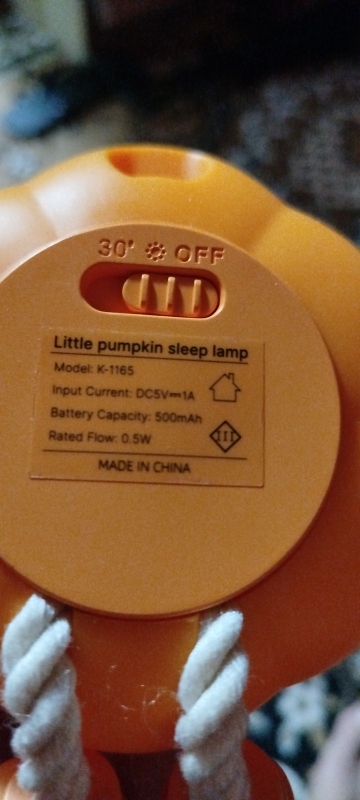 30' OFF
Little pumpkin sleep lamp
Model: K-1165
Input Current: DC5V⎓1A
Battery Capacity: 500mAh
Rated Flow: 0.5W
III
MADE IN CHINA